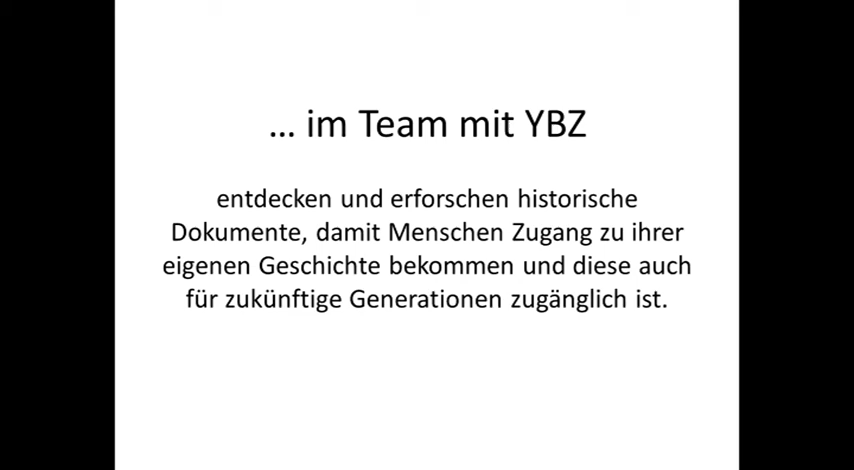 ... im Team mit YBZ
entdecken und erforschen historische
Dokumente, damit Menschen Zugang zu ihrer
eigenen Geschichte bekommen und diese auch
für zukünftige Generationen zugänglich ist.